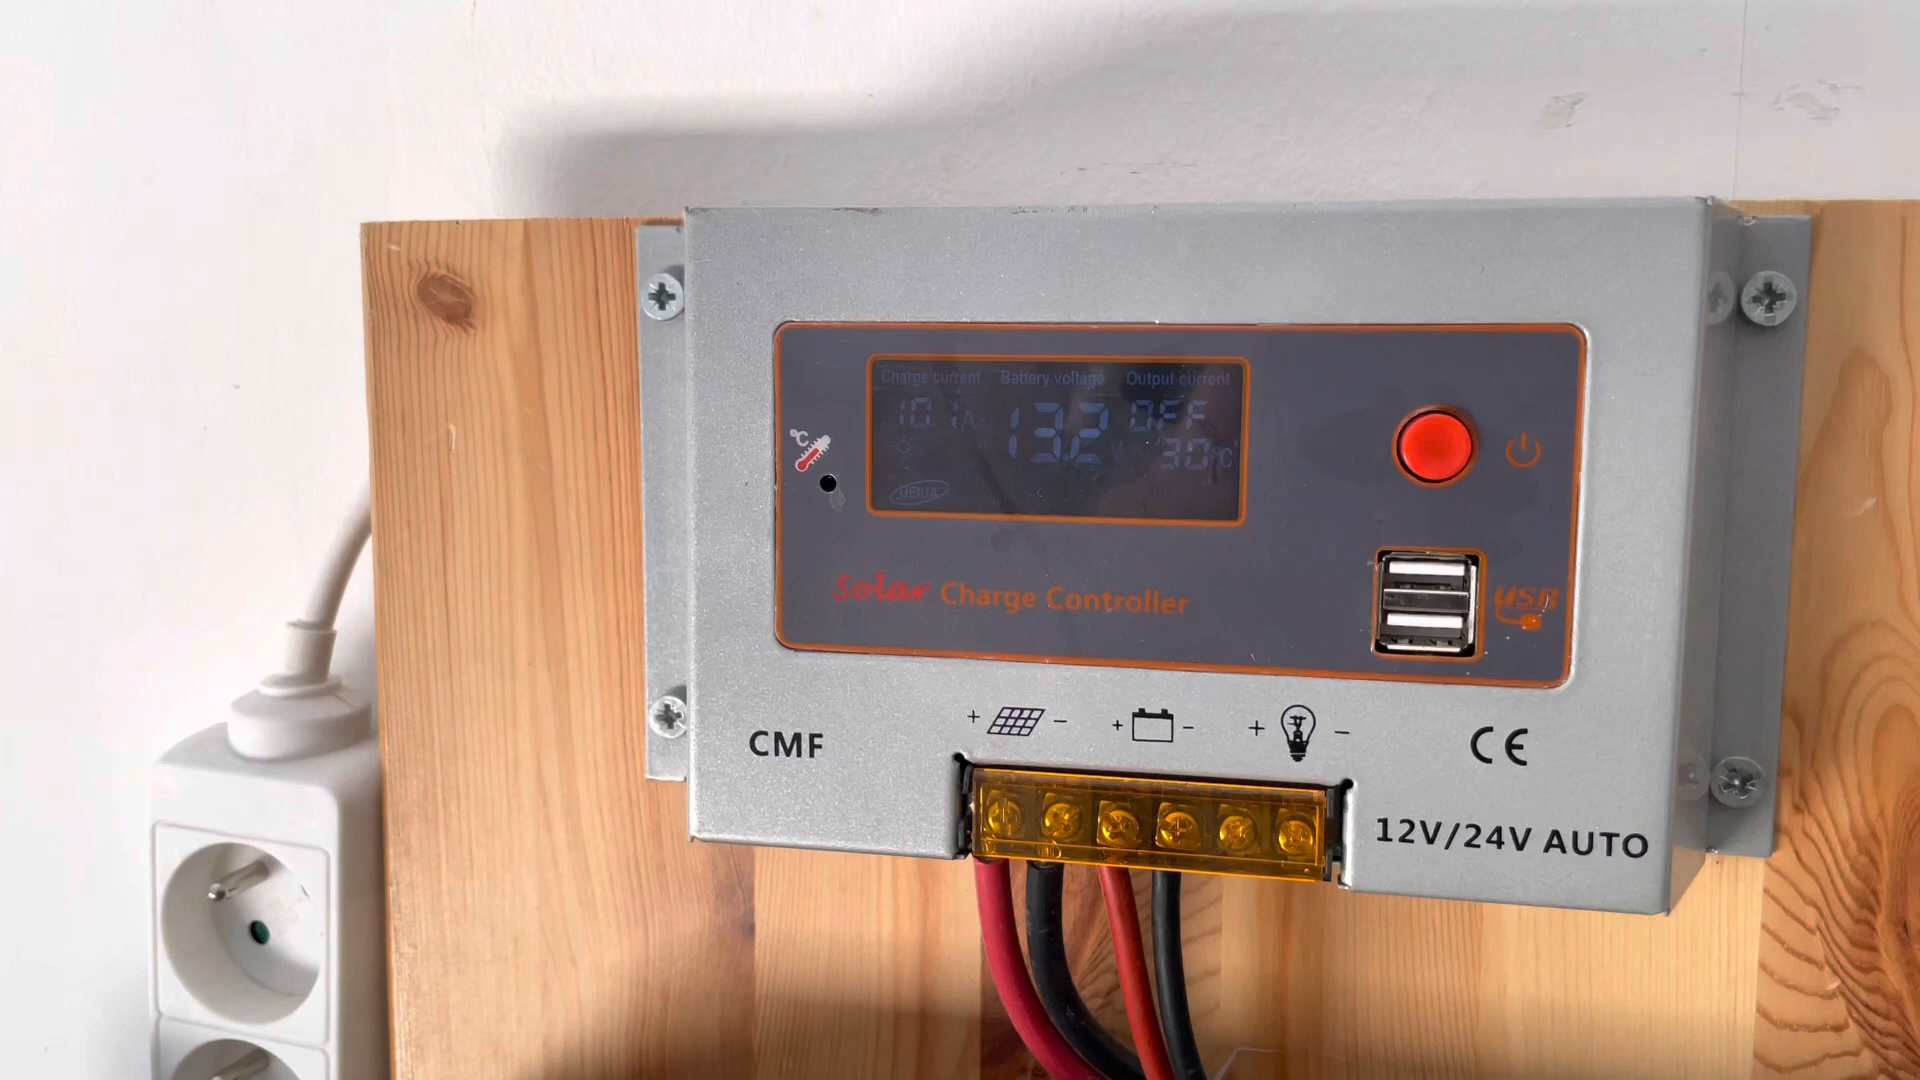 Charge current Battery voltage Output current
10.1A 13.2V OFF
30°C
°C
Solar Charge Controller
USB
+ - + - + -
CMF
CE
12V/24V AUTO